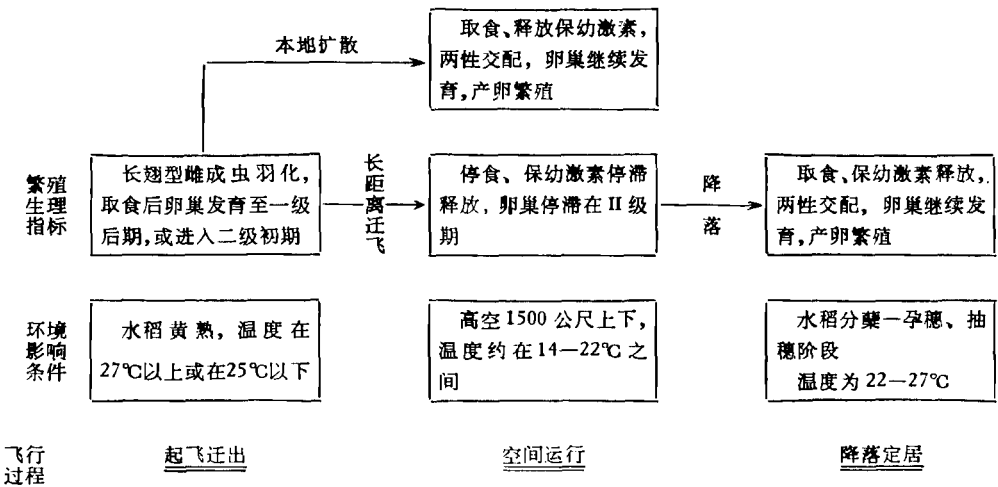 本地扩散
取食、释放保幼激素,
两性交配, 卵巢继续发
育,产卵繁殖
繁殖
生理
指标
长翅型雌成虫羽化,
取食后卵巢发育至一级
后期,或进入二级初期
长距离迁飞
停食、保幼激素停滞
释放, 卵巢停滞在II级
期
降落
取食、保幼激素释放,
两性交配, 卵巢继续发
育,产卵繁殖
环境
影响
条件
水稻黄熟, 温度在
27℃以上或在25℃以下
高空1500公尺上下,
温度约在14—22℃之
间
水稻分蘖—孕穗、抽
穗阶段
温度为22—27℃
飞行
过程
起飞迁出
空间运行
降落定居